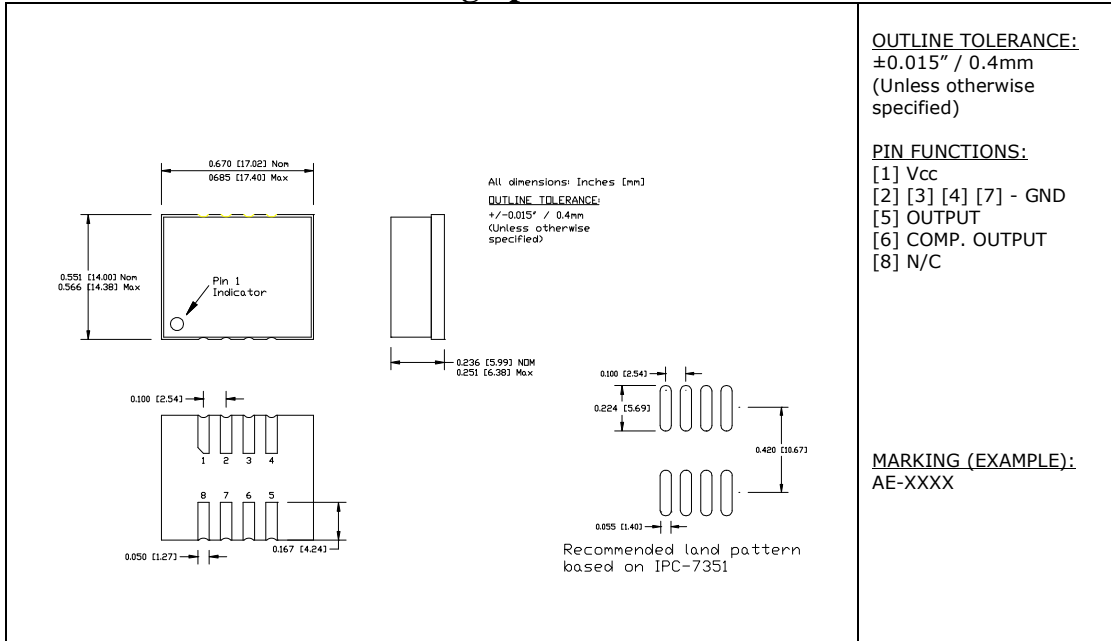 0.670 [17.02] Nom
0685 [17.40] Max
0.551 [14.00] Nom
0.566 [14.38] Max
Pin 1
Indicator
All dimensions: Inches [mm]
OUTLINE TOLERANCE:
+/-0.015" / 0.4mm
(Unless otherwise
specified)
0.236 [5.99] NOM
0.251 [6.38] Max
0.100 [2.54]
1 2 3 4
8 7 6 5
0.050 [1.27]
0.167 [4.24]
0.100 [2.54]
0.224 [5.69]
0.420 [10.67]
0.055 [1.40]
Recommended land pattern
based on IPC-7351
OUTLINE TOLERANCE:
±0.015" / 0.4mm
(Unless otherwise
specified)
PIN FUNCTIONS:
[1] Vcc
[2] [3] [4] [7] - GND
[5] OUTPUT
[6] COMP. OUTPUT
[8] N/C
MARKING (EXAMPLE):
AE-XXXX